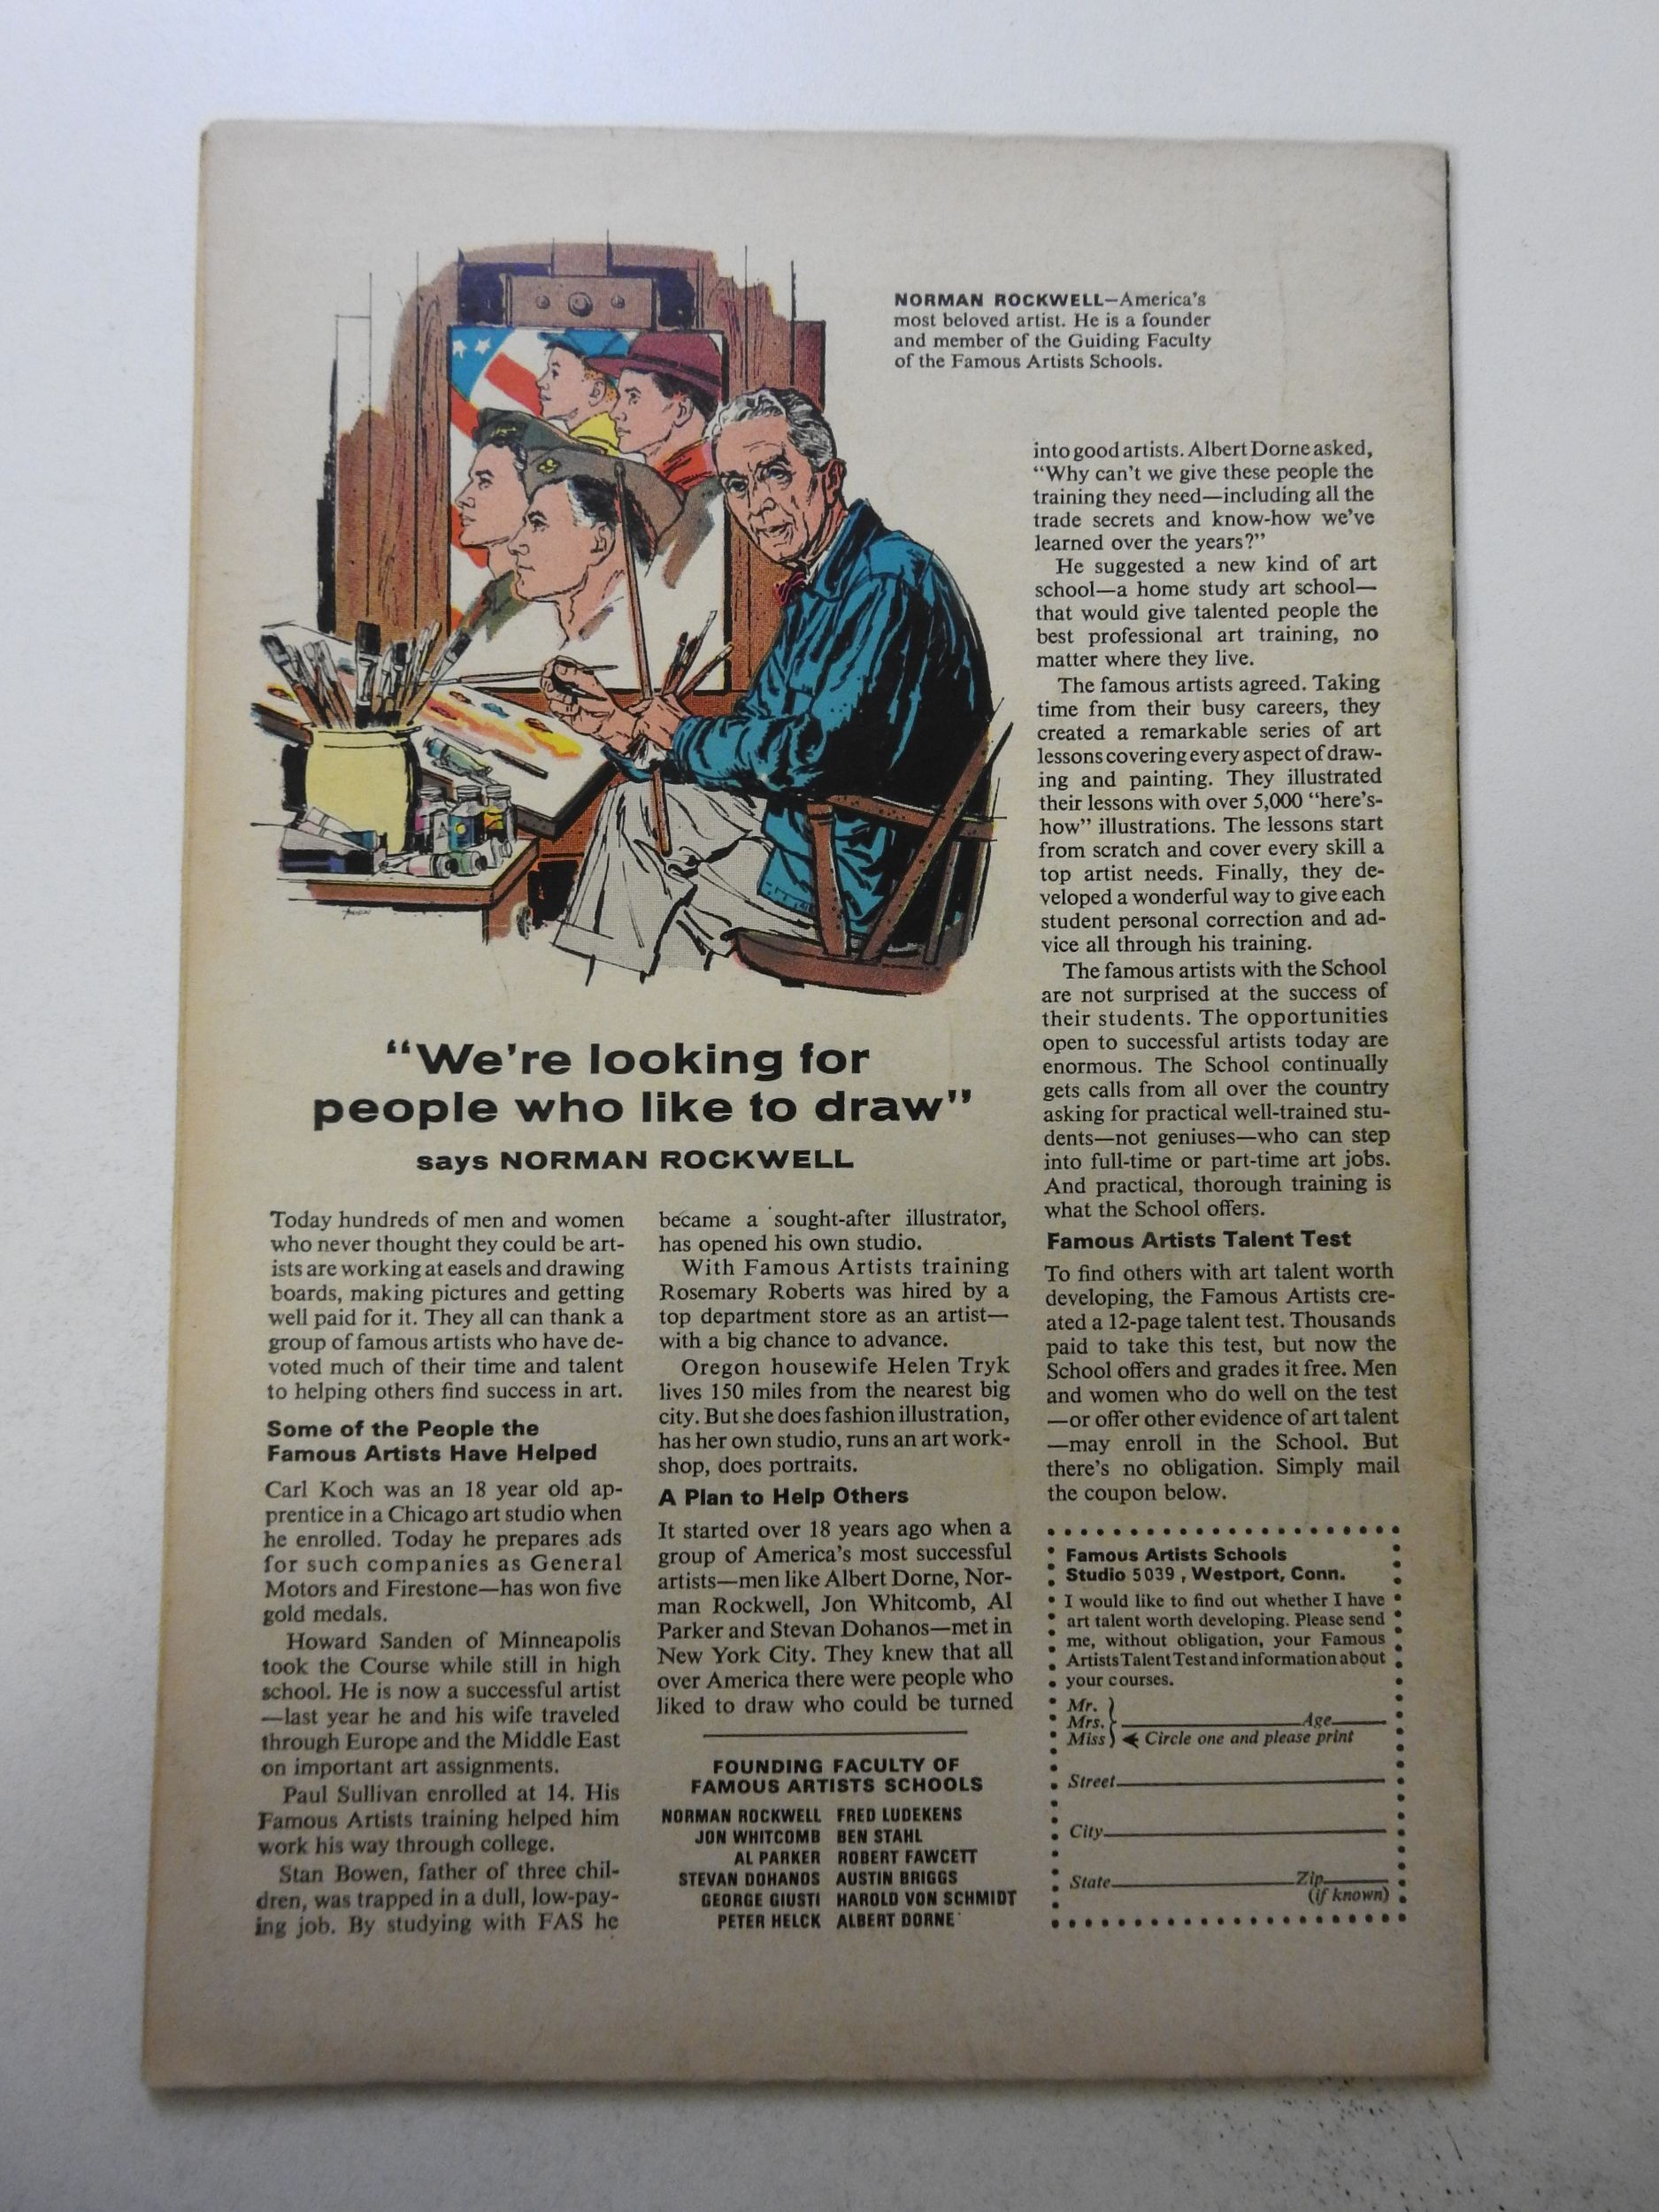 NORMAN ROCKWELL—America's
most beloved artist. He is a founder
and member of the Guiding Faculty
of the Famous Artists Schools.
"We're looking for
people who like to draw"
says NORMAN ROCKWELL
Today hundreds of men and women
who never thought they could be art-
ists are working at easels and drawing
boards, making pictures and getting
well paid for it. They all can thank a
group of famous artists who have de-
voted much of their time and talent
to helping others find success in art.
Some of the People the
Famous Artists Have Helped
Carl Koch was an 18 year old ap-
prentice in a Chicago art studio when
he enrolled. Today he prepares ads
for such companies as General
Motors and Firestone—has won five
gold medals.
Howard Sanden of Minneapolis
took the Course while still in high
school. He is now a successful artist
—last year he and his wife traveled
through Europe and the Middle East
on important art assignments.
Paul Sullivan enrolled at 14. His
Famous Artists training helped him
work his way through college.
Stan Bowen, father of three chil-
dren, was trapped in a dull, low-pay-
ing job. By studying with FAS he
became a sought-after illustrator,
has opened his own studio.
With Famous Artists training
Rosemary Roberts was hired by a
top department store as an artist—
with a big chance to advance.
Oregon housewife Helen Tryk
lives 150 miles from the nearest big
city. But she does fashion illustration,
has her own studio, runs an art work-
shop, does portraits.
A Plan to Help Others
It started over 18 years ago when a
group of America's most successful
artists—men like Albert Dorne, Nor-
man Rockwell, Jon Whitcomb, Al
Parker and Stevan Dohanos—met in
New York City. They knew that all
over America there were people who
liked to draw who could be turned
into good artists. Albert Dorne asked,
"Why can't we give these people the
training they need—including all the
trade secrets and know-how we've
learned over the years?"
He suggested a new kind of art
school—a home study art school—
that would give talented people the
best professional art training, no
matter where they live.
The famous artists agreed. Taking
time from their busy careers, they
created a remarkable series of art
lessons covering every aspect of draw-
ing and painting. They illustrated
their lessons with over 5,000 "here's-
how" illustrations. The lessons start
from scratch and cover every skill a
top artist needs. Finally, they de-
veloped a wonderful way to give each
student personal correction and ad-
vice all through his training.
The famous artists with the School
are not surprised at the success of
their students. The opportunities
open to successful artists today are
enormous. The School continually
gets calls from all over the country
asking for practical well-trained stu-
dents—not geniuses—who can step
into full-time or part-time art jobs.
And practical, thorough training is
what the School offers.
Famous Artists Talent Test
To find others with art talent worth
developing, the Famous Artists cre-
ated a 12-page talent test. Thousands
paid to take this test, but now the
School offers and grades it free. Men
and women who do well on the test
—or offer other evidence of art talent
—may enroll in the School. But
there's no obligation. Simply mail
the coupon below.
FOUNDING FACULTY OF
FAMOUS ARTISTS SCHOOLS
NORMAN ROCKWELL FRED LUDEKENS
JON WHITCOMB BEN STAHL
AL PARKER ROBERT FAWCETT
STEVAN DOHANOS AUSTIN BRIGGS
GEORGE GIUSTI HAROLD VON SCHMIDT
PETER HELCK ALBERT DORNE
Famous Artists Schools
Studio 5039, Westport, Conn.
I would like to find out whether I have
art talent worth developing. Please send
me, without obligation, your Famous
Artists Talent Test and information about
your courses.
Mr.
Mrs. Age
Miss Circle one and please print
Street
City
State Zip
(if known)